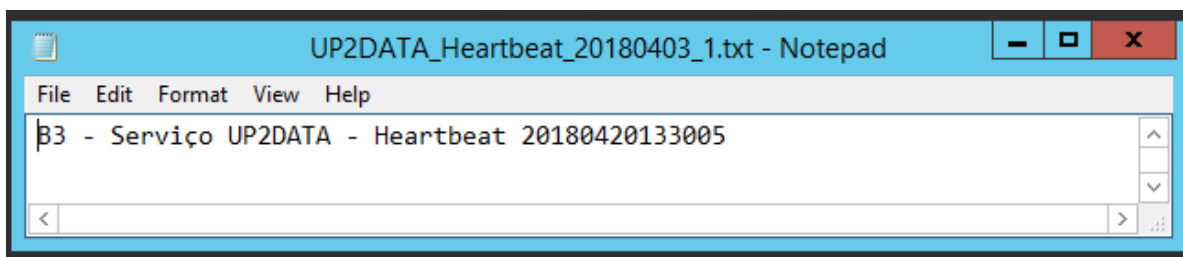 UP2DATA_Heartbeat_20180403_1.txt - Notepad
File Edit Format View Help
B3 - Serviço UP2DATA - Heartbeat 20180420133005